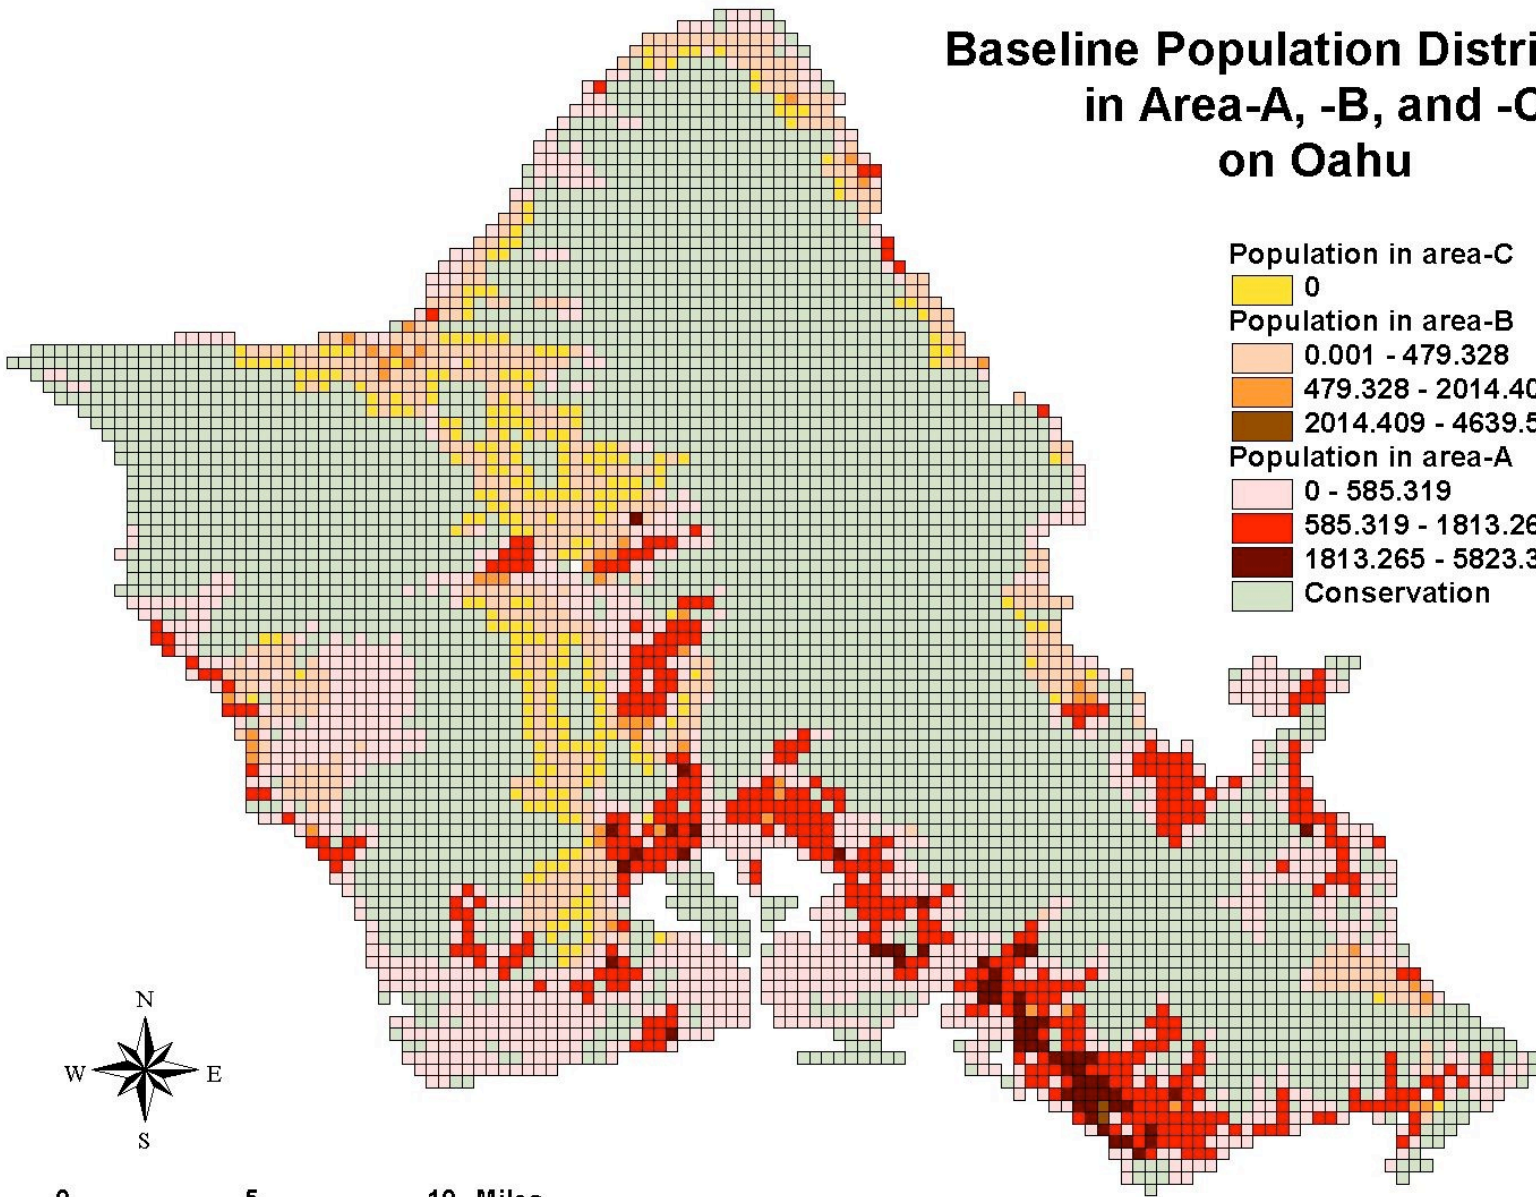 Baseline Population Distri
in Area-A, -B, and -C
on Oahu
Population in area-C
0
Population in area-B
0.001 - 479.328
479.328 - 2014.40
2014.409 - 4639.5
Population in area-A
0 - 585.319
585.319 - 1813.26
1813.265 - 5823.3
Conservation
N
W E
S
0 5 10 Miles